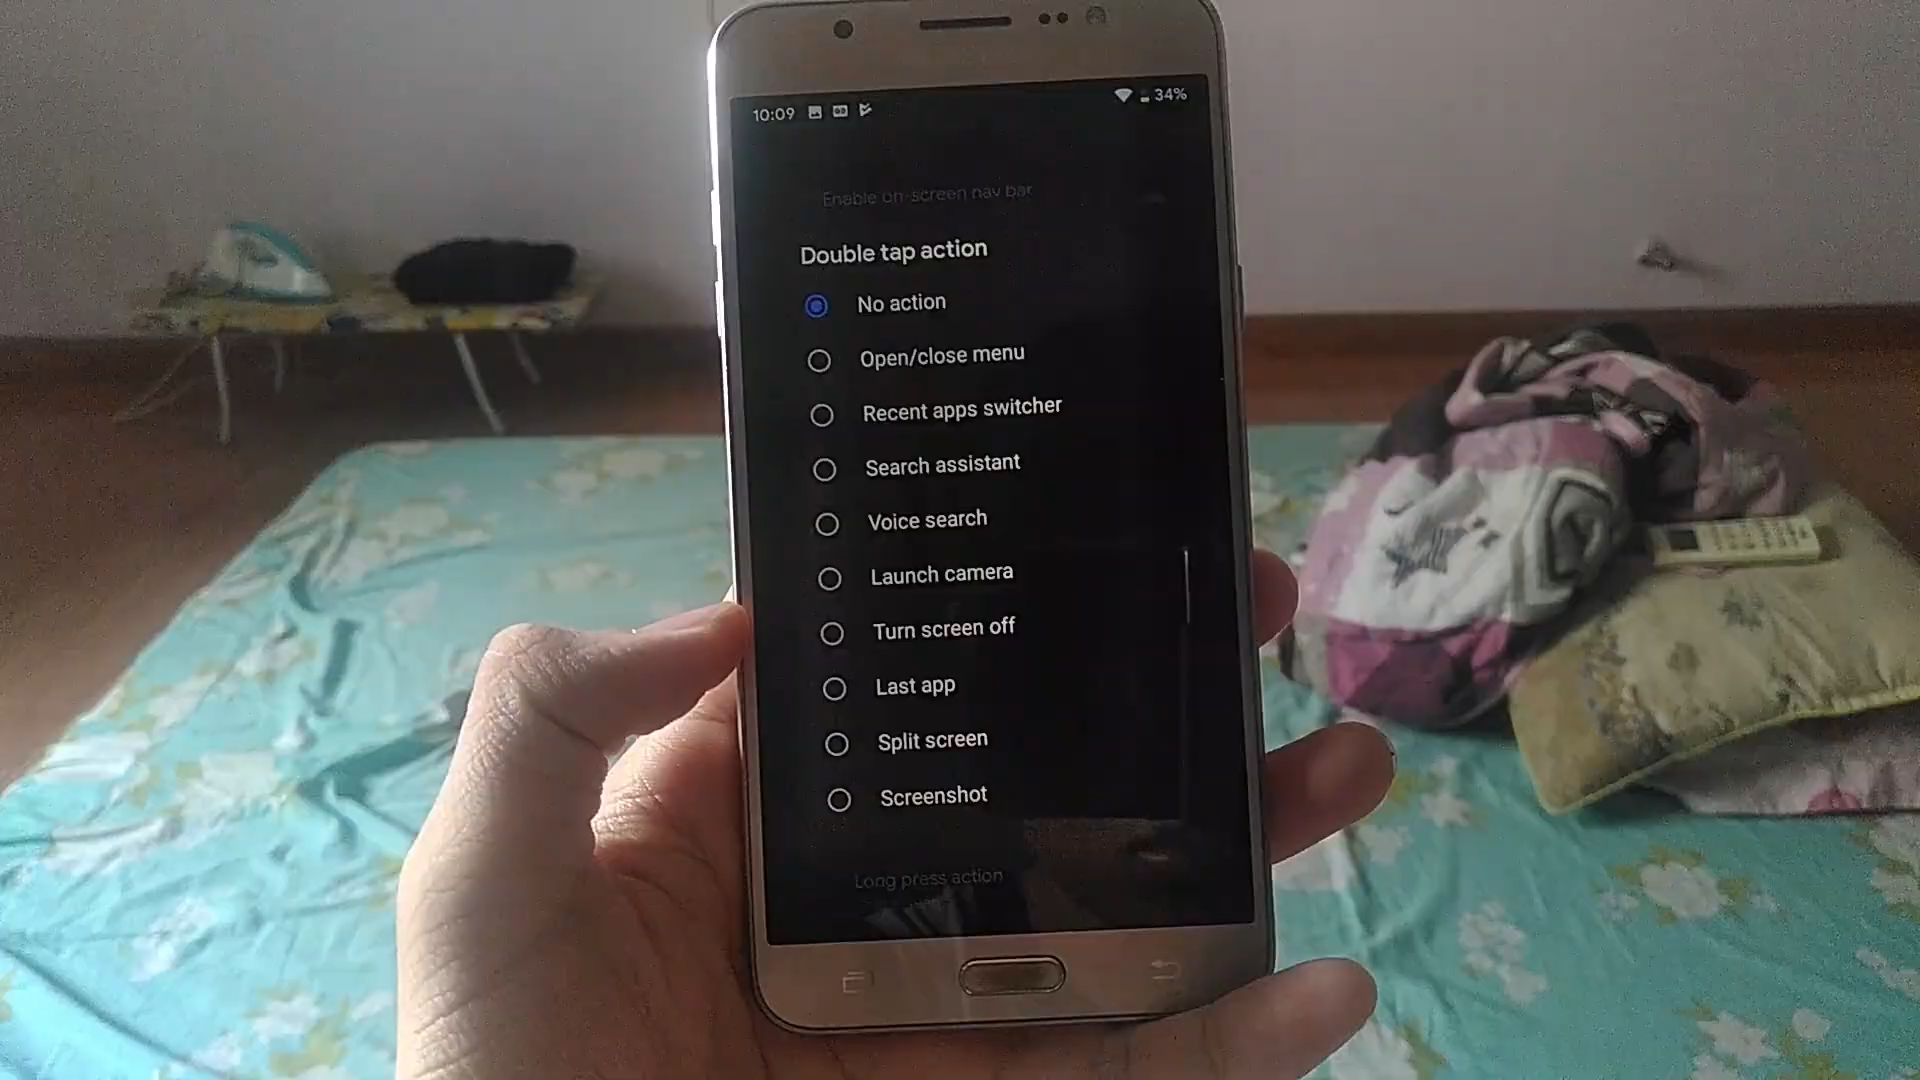 10:09
34%
Enable on-screen nav bar
Double tap action
No action
Open/close menu
Recent apps switcher
Search assistant
Voice search
Launch camera
Turn screen off
Last app
Split screen
Screenshot
Long press action